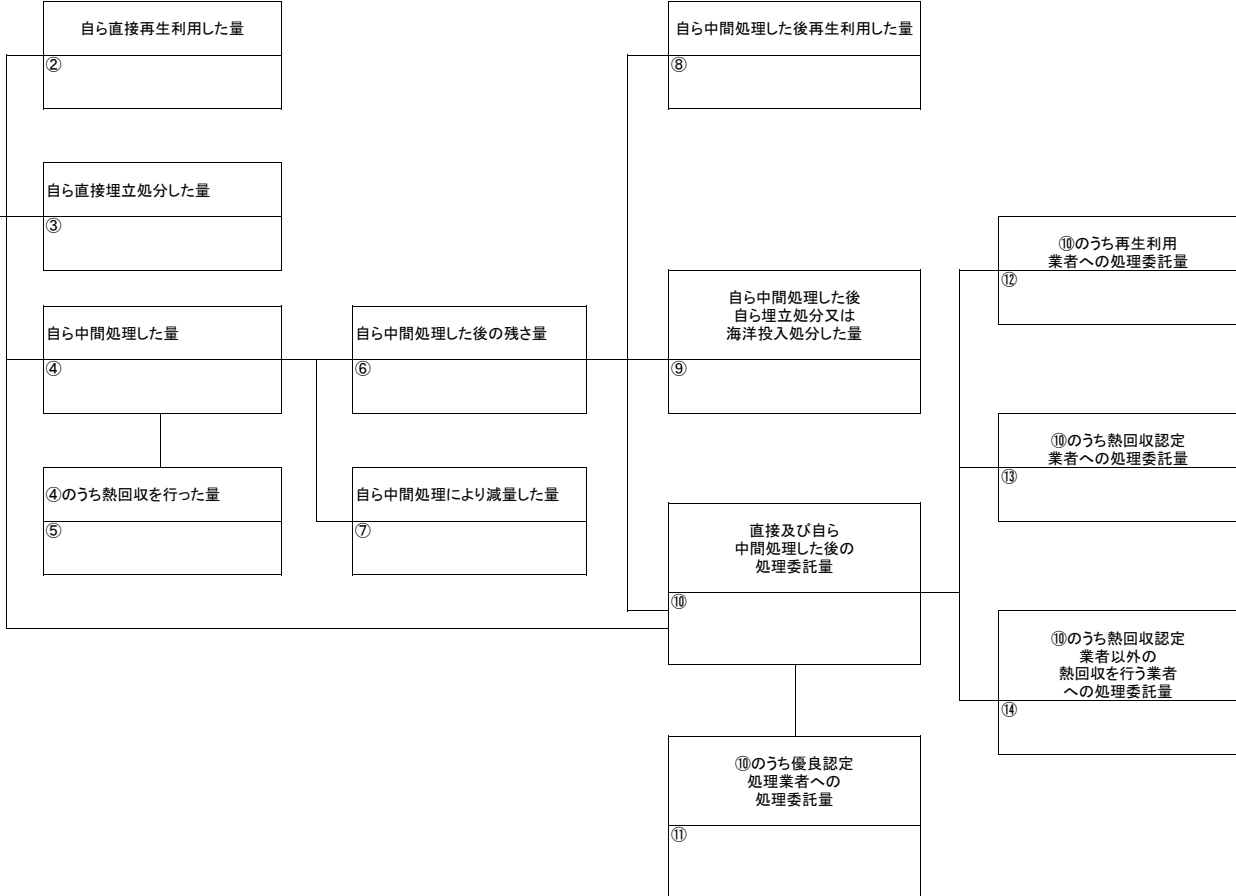 自ら直接再生利用した量
②
自ら中間処理した後再生利用した量
⑧
自ら直接埋立処分した量
③
自ら中間処理した量
④
④のうち熱回収を行った量
⑤
自ら中間処理した後の残さ量
⑥
自ら中間処理により減量した量
⑦
自ら中間処理した後
自ら埋立処分又は
海洋投入処分した量
⑨
直接及び自ら
中間処理した後の
処理委託量
⑩
⑩のうち優良認定
処理業者への
処理委託量
⑪
⑩のうち再生利用
業者への処理委託量
⑫
⑩のうち熱回収認定
業者への処理委託量
⑬
⑩のうち熱回収認定
業者以外の
熱回収を行う業者
への処理委託量
⑭